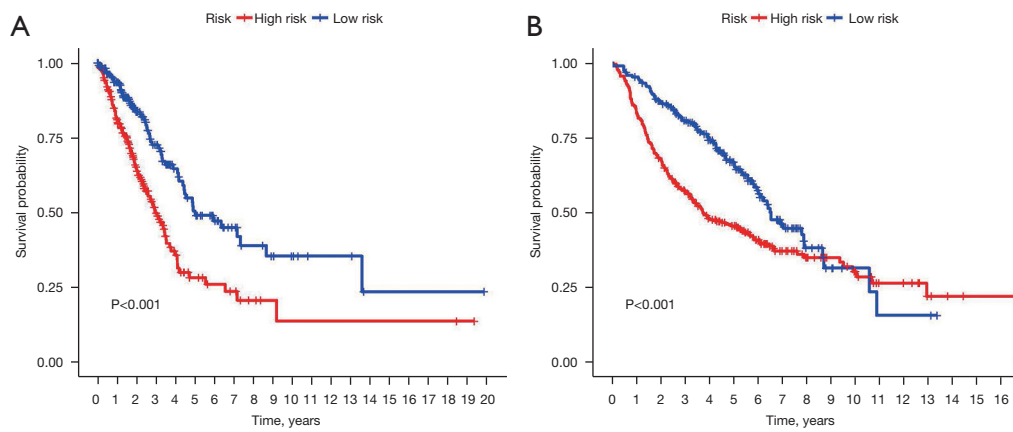 A
Risk High risk Low risk
1.00
0.75
0.50
0.25
0.00
Survival probability
P<0.001
0 1 2 3 4 5 6 7 8 9 10 11 12 13 14 15 16 17 18 19 20
Time, years
B
Risk High risk Low risk
1.00
0.75
0.50
0.25
0.00
Survival probability
P<0.001
0 1 2 3 4 5 6 7 8 9 10 11 12 13 14 15 16
Time, years